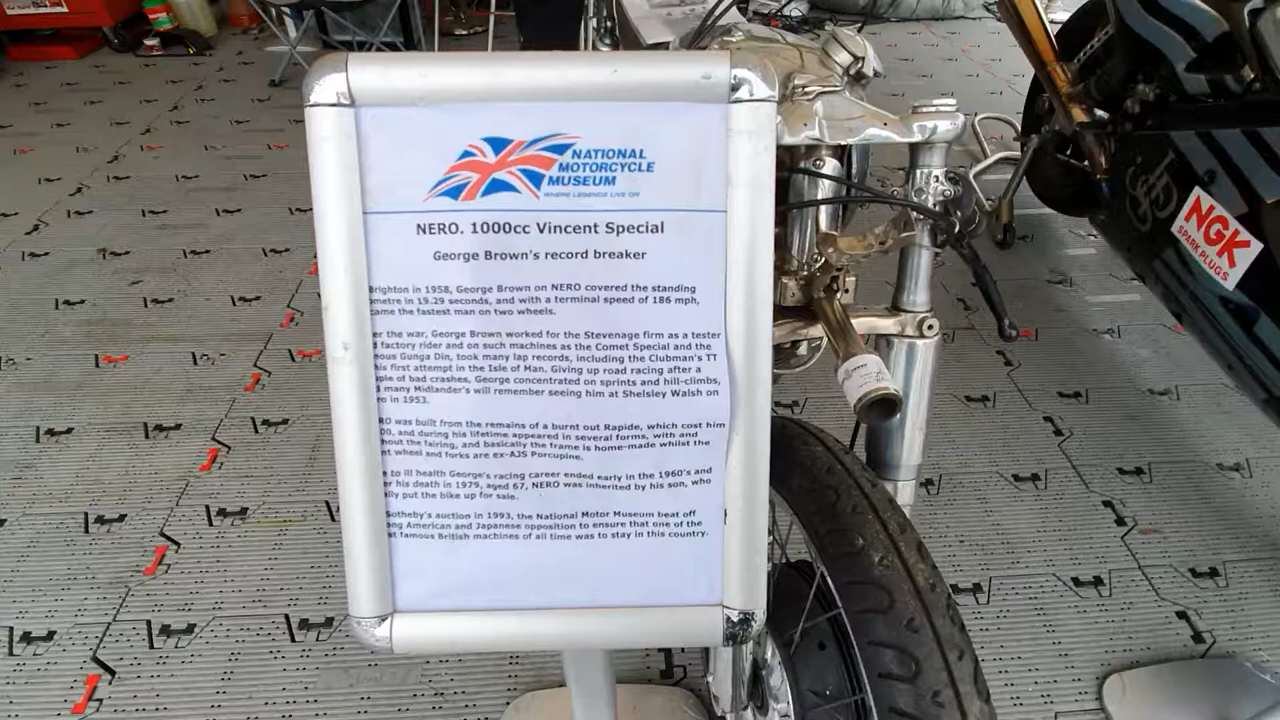 NATIONAL
MOTORCYCLE
MUSEUM
WHERE LEGENDS LIVE ON
NERO. 1000cc Vincent Special
George Brown's record breaker
Brighton in 1958, George Brown on NERO covered the standing
ometre in 19.29 seconds, and with a terminal speed of 186 mph,
came the fastest man on two wheels.
er the war, George Brown worked for the Stevenage firm as a tester
d factory rider and on such machines as the Comet Special and the
ous Gunga Din, took many lap records, including the Clubman's TT
his first attempt in the Isle of Man. Giving up road racing after a
ple of bad crashes, George concentrated on sprints and hill-climbs,
d many Midlander's will remember seeing him at Shelsley Walsh on
ro in 1953.
RO was built from the remains of a burnt out Rapide, which cost him
00, and during his lifetime appeared in several forms, with and
hout the fairing, and basically the frame is home-made whilst the
nt wheel and forks are ex-AJS Porcupine.
e to ill health George's racing career ended early in the 1960's and
er his death in 1979, aged 67, NERO was inherited by his son, who
ally put the bike up for sale.
Sotheby's auction in 1993, the National Motor Museum beat off
ong American and Japanese opposition to ensure that one of the
st famous British machines of all time was to stay in this country.
NGK
SPARK PLUGS